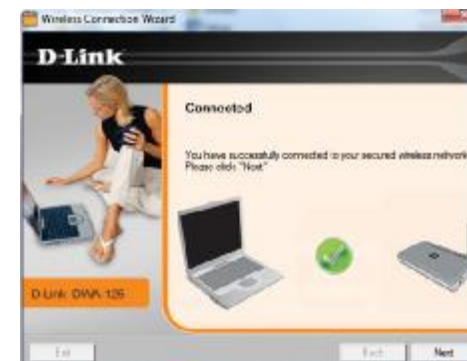 Wireless Connection Wizard
D-Link
Connected
You have successfully connected to your secured wireless network
Please click "Next"
D-Link DWA-125
Exit
Back
Next